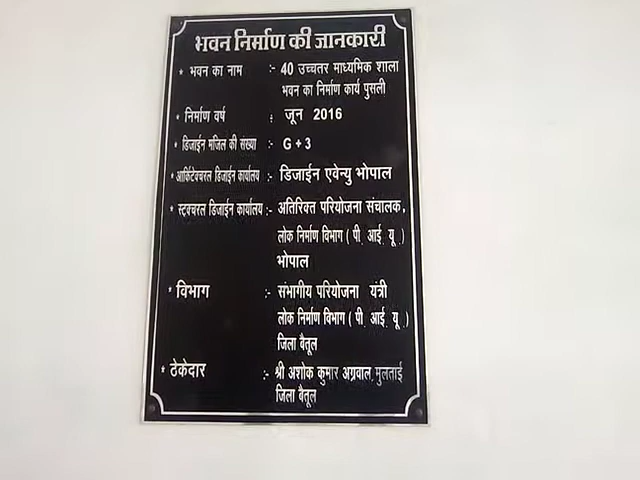 भवन निर्माण की जानकारी
* भवन का नाम :- 40 उच्चतर माध्यमिक शाला
भवन का निर्माण कार्य पुसली
* निर्माण वर्ष : जून 2016
* डिजाईन मंजिल की संख्या :- G + 3
* आर्किटेक्चरल डिजाईन कार्यालय :- डिजाईन एवेन्यु भोपाल
* स्टक्चरल डिजाईन कार्यालय :- अतिरिक्त परियोजना संचालक,
लोक निर्माण विभाग ( पी. आई. यू .)
भोपाल
* विभाग :- संभागीय परियोजना यंत्री
लोक निर्माण विभाग ( पी. आई. यू .)
जिला बैतूल
* ठेकेदार :- श्री अशोक कुमार अग्रवाल, मुलताई
जिला बैतूल